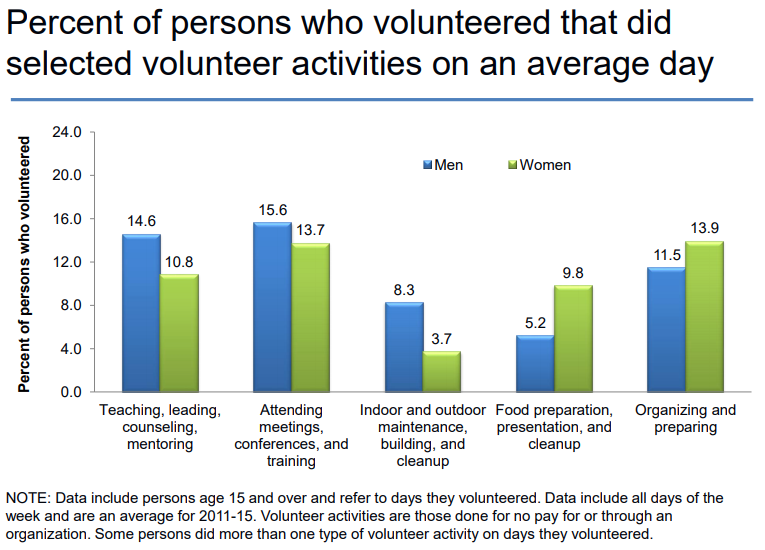 Percent of persons who volunteered that did
selected volunteer activities on an average day
Percent of persons who volunteered
24.0
20.0
16.0
12.0
8.0
4.0
0.0
Men
Women
14.6
10.8
15.6
13.7
8.3
3.7
5.2
9.8
11.5
13.9
Teaching, leading,
counseling,
mentoring
Attending
meetings,
conferences, and
training
Indoor and outdoor
maintenance,
building, and
cleanup
Food preparation,
presentation, and
cleanup
Organizing and
preparing
NOTE: Data include persons age 15 and over and refer to days they volunteered. Data include all days of the
week and are an average for 2011-15. Volunteer activities are those done for no pay for or through an
organization. Some persons did more than one type of volunteer activity on days they volunteered.